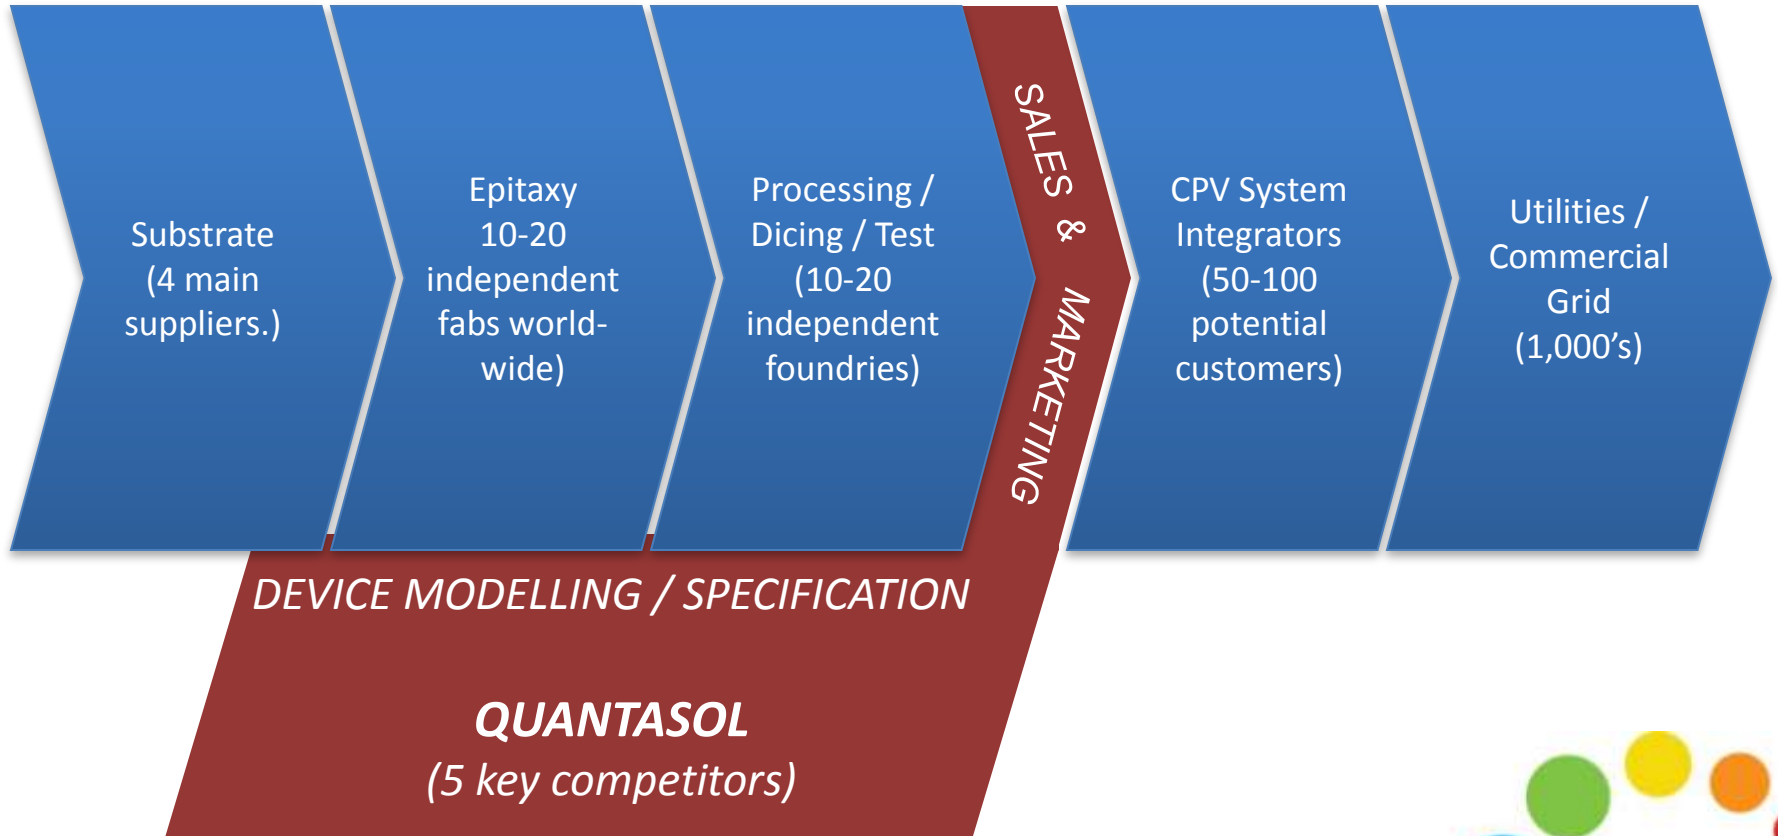 Substrate
(4 main
suppliers.)
Epitaxy
10-20
independent
fabs world-
wide)
Processing /
Dicing / Test
(10-20
independent
foundries)
SALES & MARKETING
CPV System
Integrators
(50-100
potential
customers)
Utilities /
Commercial
Grid
(1,000’s)
DEVICE MODELLING / SPECIFICATION
QUANTASOL
(5 key competitors)